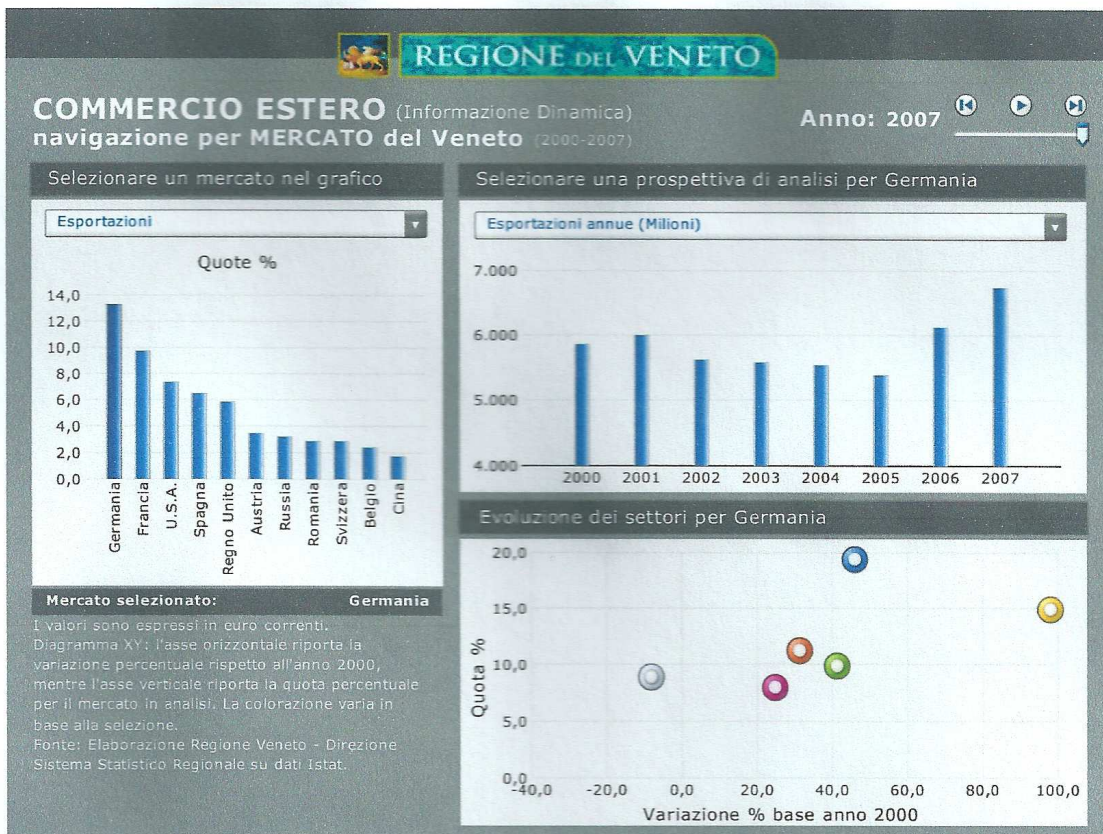 REGIONE DEL VENETO
COMMERCIO ESTERO (Informazione Dinamica)
navigazione per MERCATO del Veneto (2000-2007)
Anno: 2007
Selezionare un mercato nel grafico
Esportazioni
Quote %
14,0
12,0
10,0
8,0
6,0
4,0
2,0
0,0
Germania
Francia
U.S.A.
Spagna
Regno Unito
Austria
Russia
Romania
Svizzera
Belgio
Cina
Mercato selezionato: Germania
I valori sono espressi in euro correnti.
Diagramma XY: l'asse orizzontale riporta la
variazione percentuale rispetto all'anno 2000,
mentre l'asse verticale riporta la quota percentuale
per il mercato in analisi. La colorazione varia in
base alla selezione.
Fonte: Elaborazione Regione Veneto - Direzione
Sistema Statistico Regionale su dati Istat.
Selezionare una prospettiva di analisi per Germania
Esportazioni annue (Milioni)
7.000
6.000
5.000
4.000
2000 2001 2002 2003 2004 2005 2006 2007
Evoluzione dei settori per Germania
20,0
15,0
10,0
5,0
0,0
Quota %
-40,0 -20,0 0,0 20,0 40,0 60,0 80,0 100,0
Variazione % base anno 2000